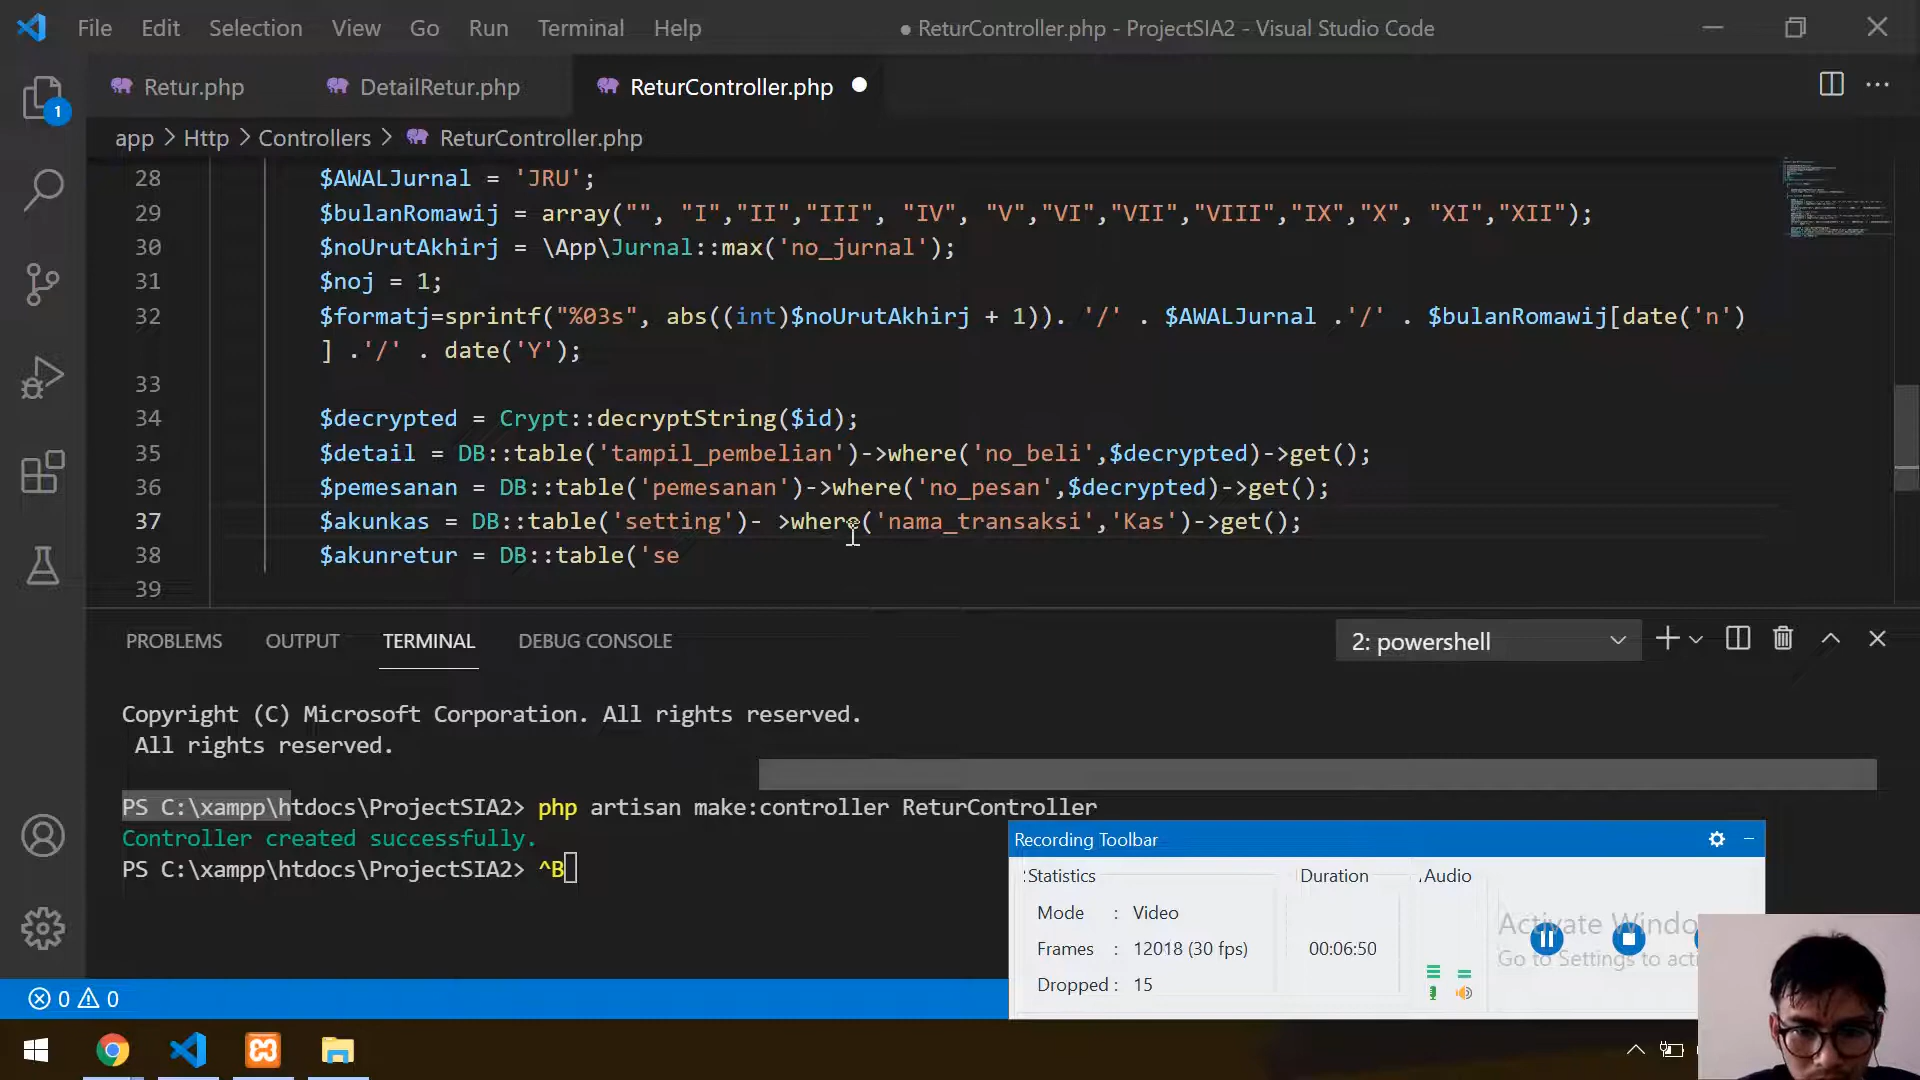 File Edit Selection View Go Run Terminal Help
● ReturController.php - ProjectSIA2 - Visual Studio Code
Retur.php DetailRetur.php ReturController.php
app > Http > Controllers > ReturController.php
1
28 $AWALJurnal = 'JRU';
29 $bulanRomawij = array("", "I","II","III", "IV", "V","VI","VII","VIII","IX","X", "XI","XII");
30 $noUrutAkhirj = \App\Jurnal::max('no_jurnal');
31 $noj = 1;
32 $formatj=sprintf("%03s", abs((int)$noUrutAkhirj + 1)). '/' . $AWALJurnal .'/' . $bulanRomawij[date('n')
] .'/' . date('Y');
33
34 $decrypted = Crypt::decryptString($id);
35 $detail = DB::table('tampil_pembelian')->where('no_beli',$decrypted)->get();
36 $pemesanan = DB::table('pemesanan')->where('no_pesan',$decrypted)->get();
37 $akunkas = DB::table('setting')- >where('nama_transaksi','Kas')->get();
38 $akunretur = DB::table('se
39
PROBLEMS OUTPUT TERMINAL DEBUG CONSOLE 2: powershell
Copyright (C) Microsoft Corporation. All rights reserved.
All rights reserved.
PS C:\xampp\htdocs\ProjectSIA2> php artisan make:controller ReturController
Controller created successfully.
PS C:\xampp\htdocs\ProjectSIA2> ^B
Recording Toolbar
Statistics Duration Audio
Mode : Video
Frames : 12018 (30 fps) 00:06:50
Dropped : 15
Activate Windo
Go to Settings to acti
0 0